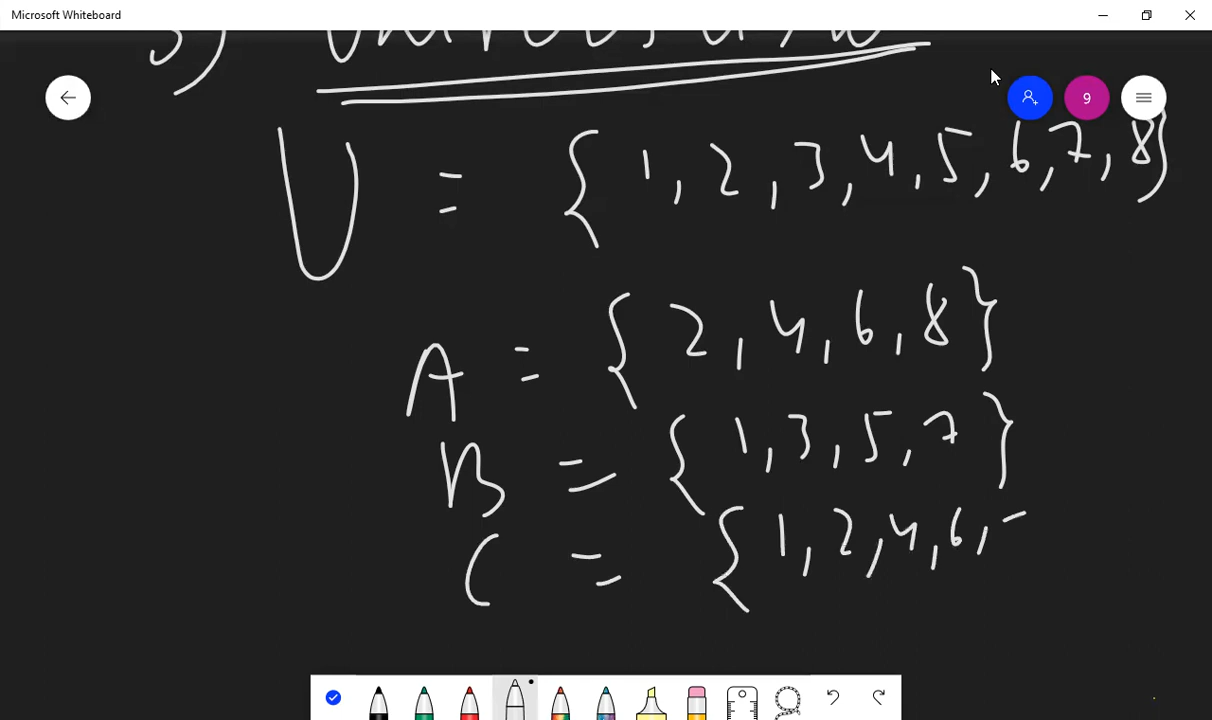 Microsoft Whiteboard
3)
9
U = { 1, 2, 3, 4, 5, 6, 7, 8}
A = { 2, 4, 6, 8}
B = { 1, 3, 5, 7 }
C = { 1, 2, 4, 6,